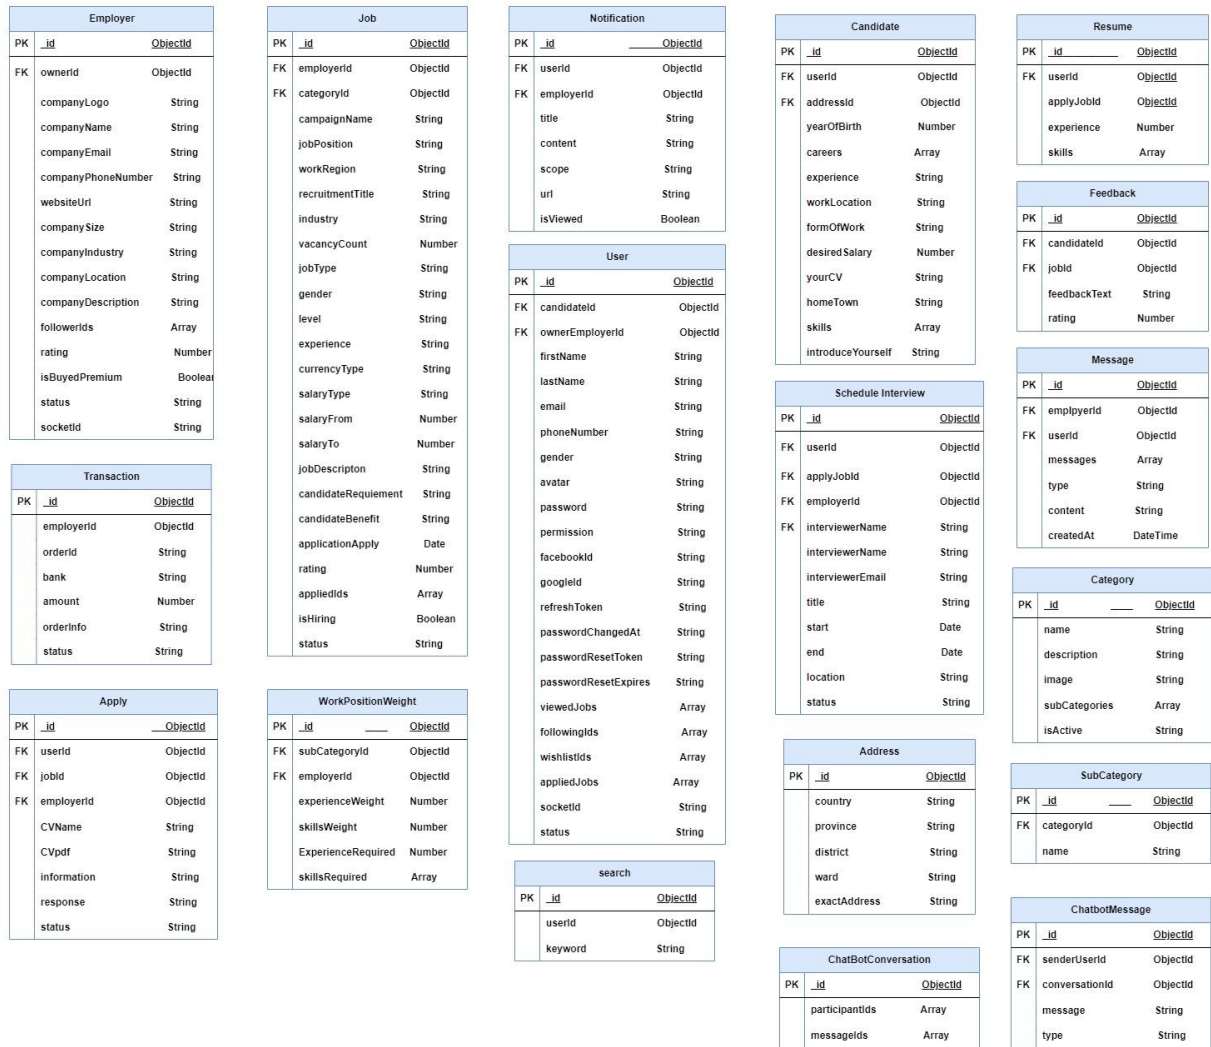 Employer
PK _id ObjectId
FK ownerId ObjectId
companyLogo String
companyName String
companyEmail String
companyPhoneNumber String
websiteUrl String
companySize String
companyIndustry String
companyLocation String
companyDescription String
followerIds Array
rating Number
isBuyedPremium Boolean
status String
socketId String
Transaction
PK _id ObjectId
employerId ObjectId
orderId String
bank String
amount Number
orderInfo String
status String
Apply
PK _id ObjectId
FK userId ObjectId
FK jobId ObjectId
FK employerId ObjectId
CVName String
CVpdf String
information String
response String
status String
Job
PK _id ObjectId
FK employerId ObjectId
FK categoryId ObjectId
campaignName String
jobPosition String
workRegion String
recruitmentTitle String
industry String
vacancyCount Number
jobType String
gender String
level String
experience String
currencyType String
salaryType String
salaryFrom Number
salaryTo Number
jobDescripton String
candidateRequiement String
candidateBenefit String
applicationApply Date
rating Number
appliedIds Array
isHiring Boolean
status String
WorkPositionWeight
PK _id ObjectId
FK subCategoryId ObjectId
FK employerId ObjectId
experienceWeight Number
skillsWeight Number
ExperienceRequired Number
skillsRequired Array
Notification
PK _id ObjectId
FK userId ObjectId
FK employerId ObjectId
title String
content String
scope String
url String
isViewed Boolean
User
PK _id ObjectId
FK candidateId ObjectId
FK ownerEmployerId ObjectId
firstName String
lastName String
email String
phoneNumber String
gender String
avatar String
password String
permission String
facebookId String
googleId String
refreshToken String
passwordChangedAt String
passwordResetToken String
passwordResetExpires String
viewedJobs Array
followingIds Array
wishlistIds Array
appliedJobs Array
socketId String
status String
search
PK _id ObjectId
userId ObjectId
keyword String
Candidate
PK _id ObjectId
FK userId ObjectId
FK addressId ObjectId
yearOfBirth Number
careers Array
experience String
workLocation String
formOfWork String
desiredSalary Number
yourCV String
homeTown String
skills Array
introduceYourself String
Schedule Interview
PK _id ObjectId
FK userId ObjectId
FK applyJobId ObjectId
FK employerId ObjectId
FK interviewerName String
interviewerName String
interviewerEmail String
title String
start Date
end Date
location String
status String
Address
PK _id ObjectId
country String
province String
district String
ward String
exactAddress String
ChatBotConversation
PK _id ObjectId
participantIds Array
messageIds Array
Resume
PK _id ObjectId
FK userId ObjectId
applyJobId ObjectId
experience Number
skills Array
Feedback
PK _id ObjectId
FK candidateId ObjectId
FK jobId ObjectId
feedbackText String
rating Number
Message
PK _id ObjectId
FK emplpyerId ObjectId
FK userId ObjectId
messages Array
type String
content String
createdAt DateTime
Category
PK _id ObjectId
name String
description String
image String
subCategories Array
isActive String
SubCategory
PK _id ObjectId
FK categoryId ObjectId
name String
ChatbotMessage
PK _id ObjectId
FK senderUserId ObjectId
FK conversationId ObjectId
message String
type String